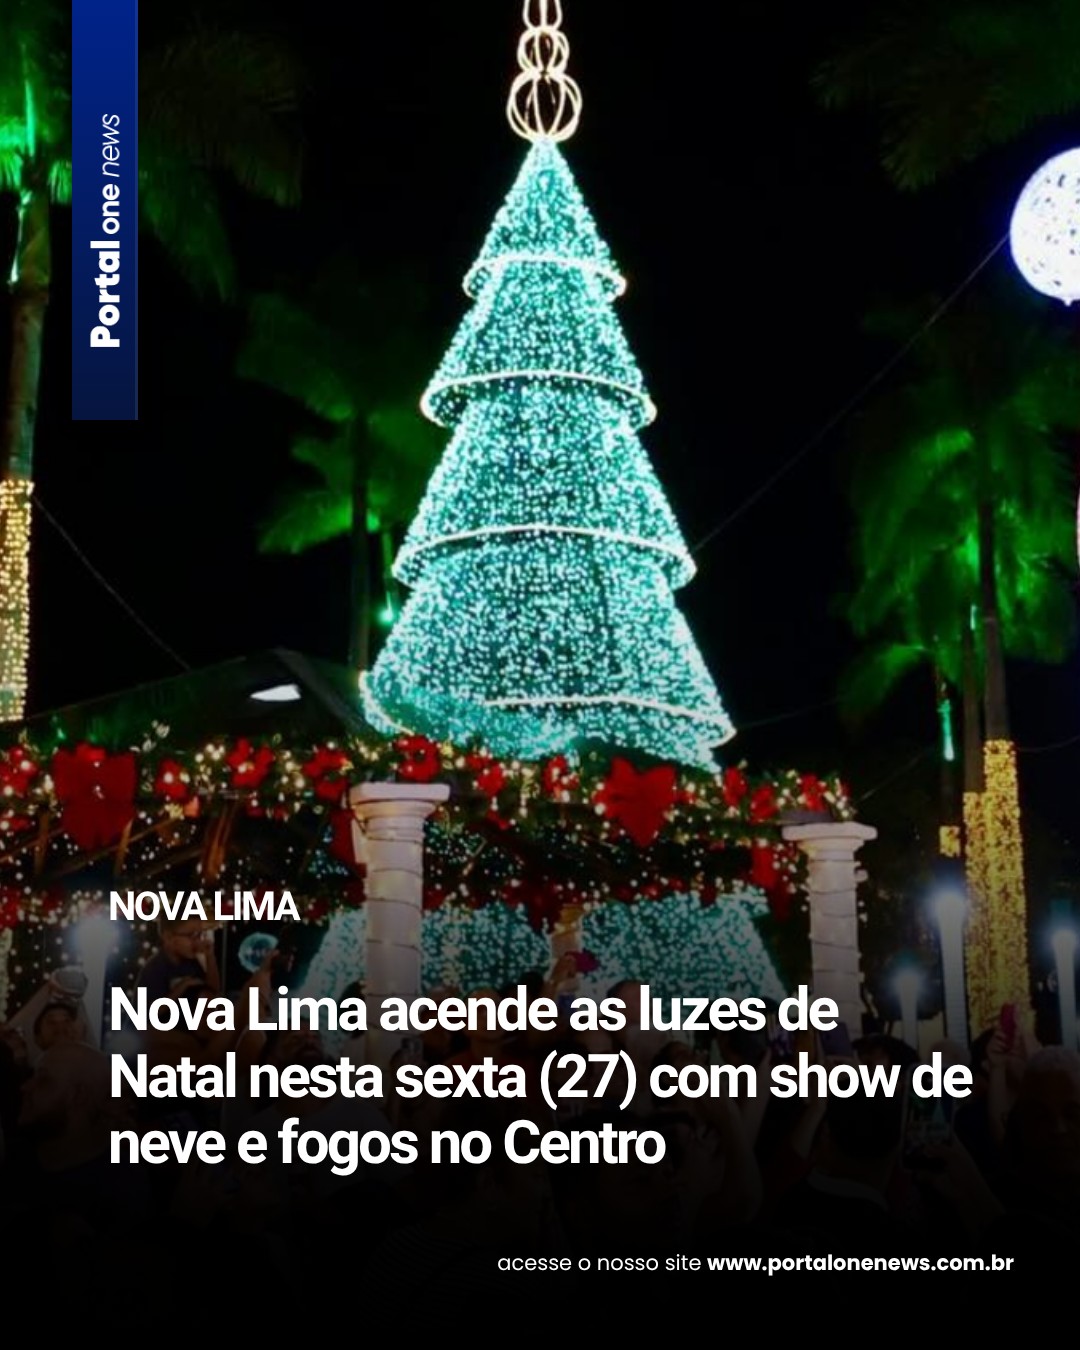 Portal one news
NOVA LIMA
Nova Lima acende as luzes de
Natal nesta sexta (27) com show de
neve e fogos no Centro
acesse o nosso site www.portalonenews.com.br